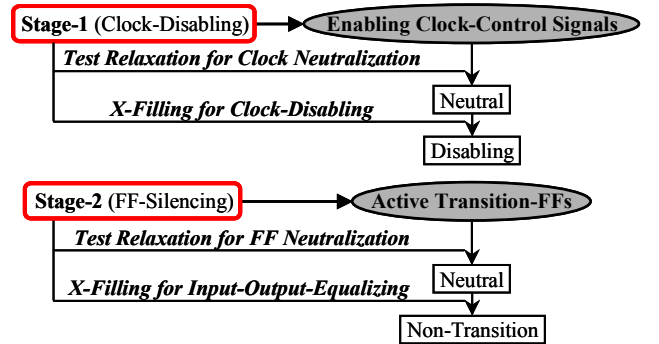 Stage-1 (Clock-Disabling)
Enabling Clock-Control Signals
Test Relaxation for Clock Neutralization
Neutral
X-Filling for Clock-Disabling
Disabling
Stage-2 (FF-Silencing)
Active Transition-FFs
Test Relaxation for FF Neutralization
Neutral
X-Filling for Input-Output-Equalizing
Non-Transition